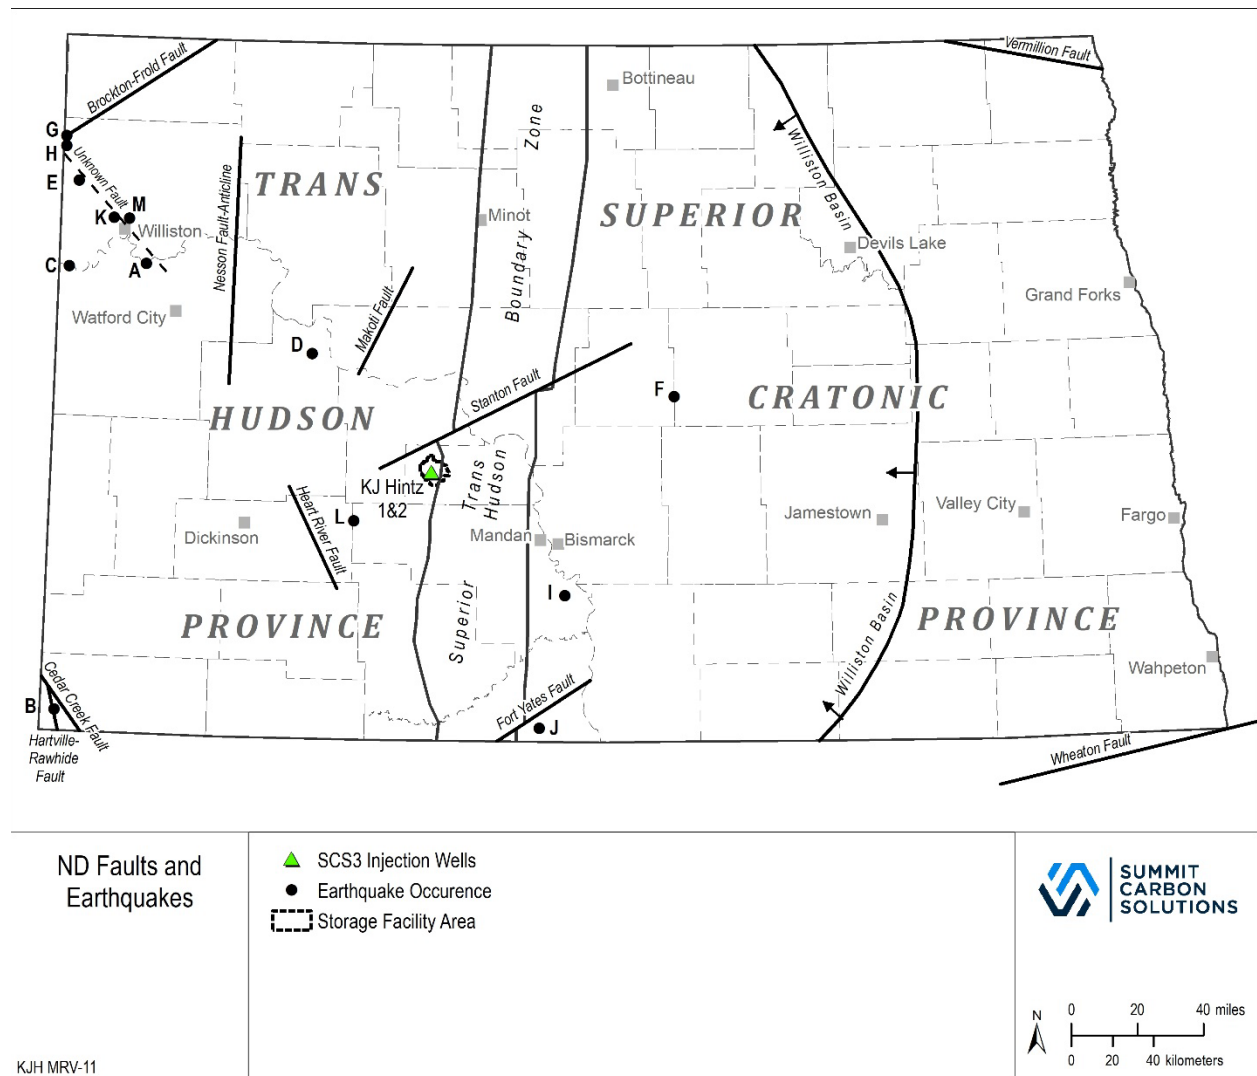 Brockton-Frold Fault
Vermillion Fault
Bottineau
Zone
Williston Basin
G
H
Unknown Fault
E
TRANS
K
M
Williston
Nesson Fault-Anticline
Minot
SUPERIOR
Boundary
Devils Lake
C
A
Grand Forks
Watford City
Makoti Fault
D
Stanton Fault
F
CRATONIC
HUDSON
Trans
Hudson
KJ Hintz
1&2
Heart River Fault
L
Dickinson
Mandan
Bismarck
Jamestown
Valley City
Fargo
I
Superior
PROVINCE
PROVINCE
Williston Basin
Wahpeton
Cedar Creek Fault
B
Fort Yates Fault
J
Hartville-
Rawhide
Fault
Wheaton Fault
ND Faults and
Earthquakes
SCS3 Injection Wells
Earthquake Occurence
Storage Facility Area
SUMMIT
CARBON
SOLUTIONS
N
0 20 40 miles
0 20 40 kilometers
KJH MRV-11